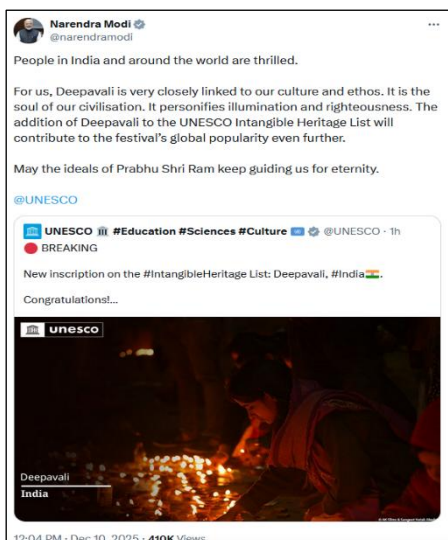 Narendra Modi
@narendramodi
People in India and around the world are thrilled.
For us, Deepavali is very closely linked to our culture and ethos. It is the
soul of our civilisation. It personifies illumination and righteousness. The
addition of Deepavali to the UNESCO Intangible Heritage List will
contribute to the festival's global popularity even further.
May the ideals of Prabhu Shri Ram keep guiding us for eternity.
@UNESCO
UNESCO 🏛️ #Education #Sciences #Culture 🇺🇳 @UNESCO · 1h
🔴 BREAKING
New inscription on the #IntangibleHeritage List: Deepavali, #India🇮🇳.
Congratulations!...
unesco
Deepavali
India
12:04 PM · Dec 10, 2025 · 410K Views